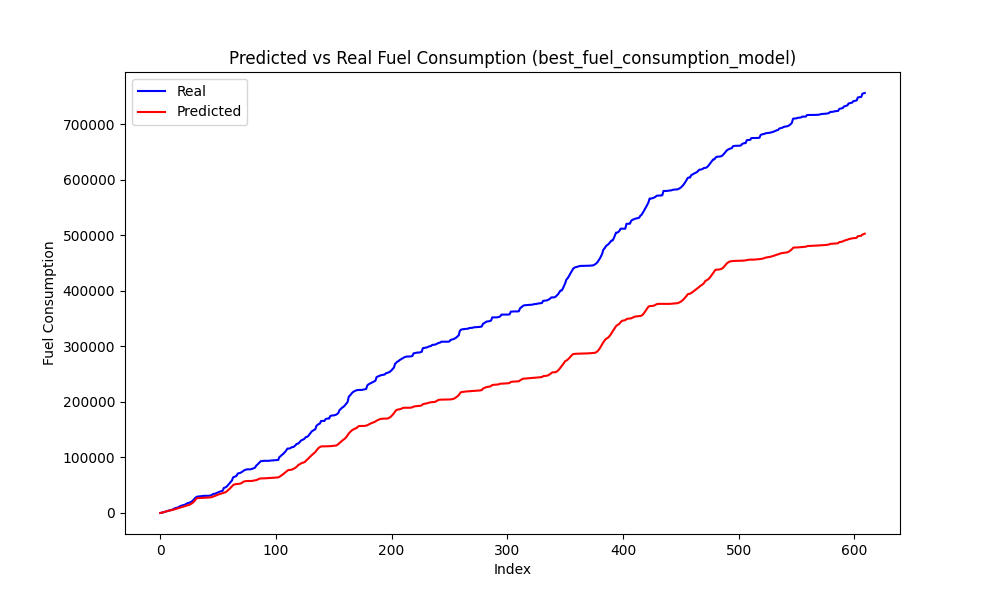 Predicted vs Real Fuel Consumption (best_fuel_consumption_model)
Real
Predicted
700000
600000
500000
400000
300000
200000
100000
0
Fuel Consumption
0 100 200 300 400 500 600
Index